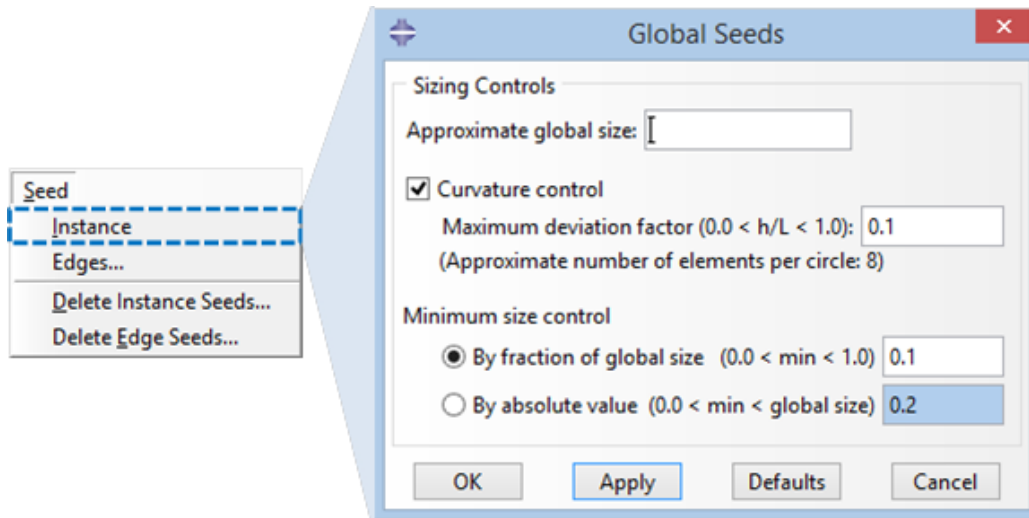 Seed
Instance
Edges...
Delete Instance Seeds...
Delete Edge Seeds...
Global Seeds
Sizing Controls
Approximate global size:
Curvature control
Maximum deviation factor (0.0 < h/L < 1.0): 0.1
(Approximate number of elements per circle: 8)
Minimum size control
By fraction of global size (0.0 < min < 1.0) 0.1
By absolute value (0.0 < min < global size) 0.2
OK Apply Defaults Cancel